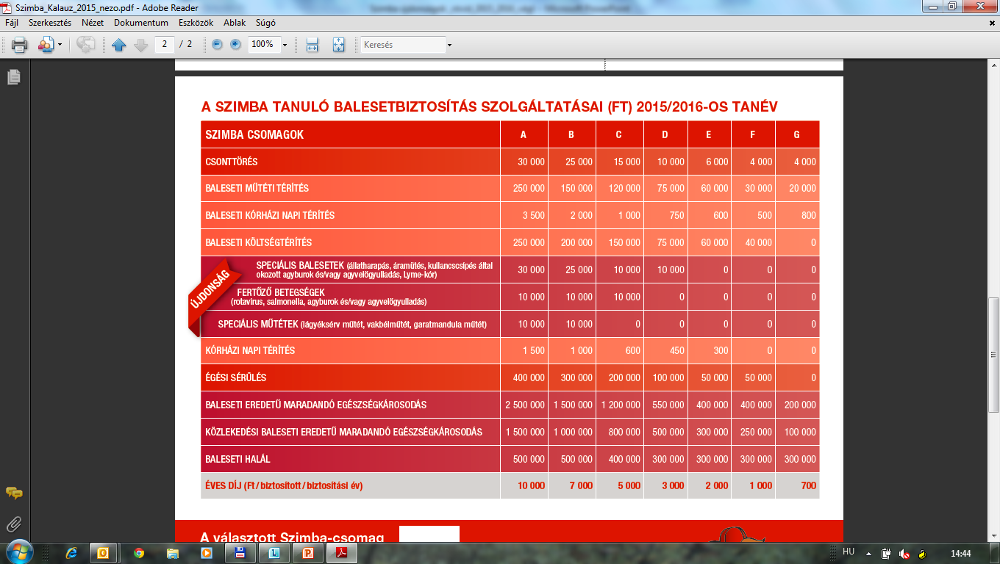 Szimba_Kalauz_2015_nezo.pdf - Adobe Reader
Fájl Szerkesztés Nézet Dokumentum Eszközök Ablak Súgó
2 / 2 100% Keresés
A SZIMBA TANULÓ BALESETBIZTOSÍTÁS SZOLGÁLTATÁSAI (FT) 2015/2016-OS TANÉV
SZIMBA CSOMAGOK A B C D E F G
CSONTTÖRÉS 30 000 25 000 15 000 10 000 6 000 4 000 4 000
BALESETI MŰTÉTI TÉRÍTÉS 250 000 150 000 120 000 75 000 60 000 30 000 20 000
BALESETI KÓRHÁZI NAPI TÉRÍTÉS 3 500 2 000 1 000 750 600 500 800
BALESETI KÖLTSÉGTÉRÍTÉS 250 000 200 000 150 000 75 000 60 000 40 000 0
ÚJDONSÁG
SPECIÁLIS BALESETEK (állatharapás, áramütés, kullancscsípés által
okozott agyburok és/vagy agyvelőgyulladás, Lyme-kór) 30 000 25 000 10 000 10 000 0 0 0
FERTŐZŐ BETEGSÉGEK
(rotavírus, salmonella, agyburok és/vagy agyvelőgyulladás) 10 000 10 000 10 000 0 0 0 0
SPECIÁLIS MŰTÉTEK (lágyéksérv műtét, vakbélműtét, garatmandula műtét) 10 000 10 000 0 0 0 0 0
KÓRHÁZI NAPI TÉRÍTÉS 1 500 1 000 600 450 300 0 0
ÉGÉSI SÉRÜLÉS 400 000 300 000 200 000 100 000 50 000 50 000 0
BALESETI EREDETŰ MARADANDÓ EGÉSZSÉGKÁROSODÁS 2 500 000 1 500 000 1 200 000 550 000 400 000 400 000 200 000
KÖZLEKEDÉSI BALESETI EREDETŰ MARADANDÓ EGÉSZSÉGKÁROSODÁS 1 500 000 1 000 000 800 000 500 000 300 000 250 000 100 000
BALESETI HALÁL 500 000 500 000 400 000 300 000 300 000 300 000 300 000
ÉVES DÍJ (Ft / biztosított / biztosítási év) 10 000 7 000 5 000 3 000 2 000 1 000 700
A választott Szimba-csomag
HU 14:44